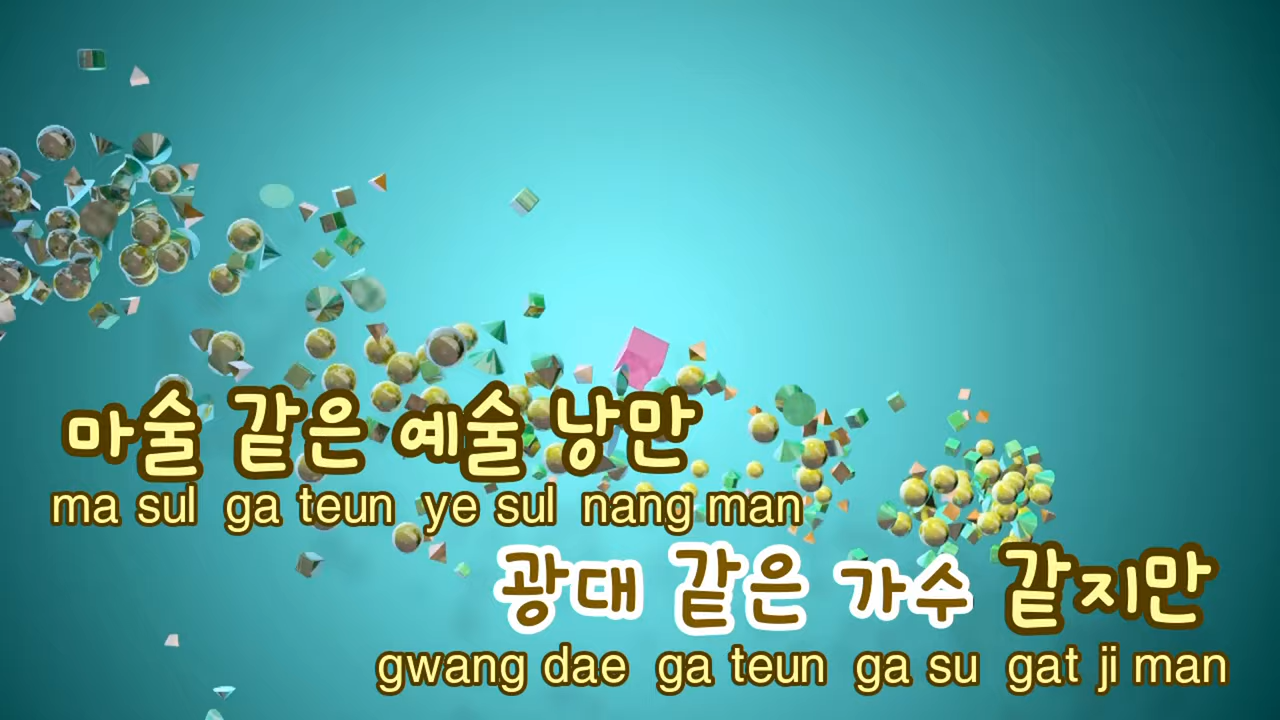 마술 같은 예술 낭만
ma sul ga teun ye sul nang man
광대 같은 가수 같지만
gwang dae ga teun ga su gat ji man